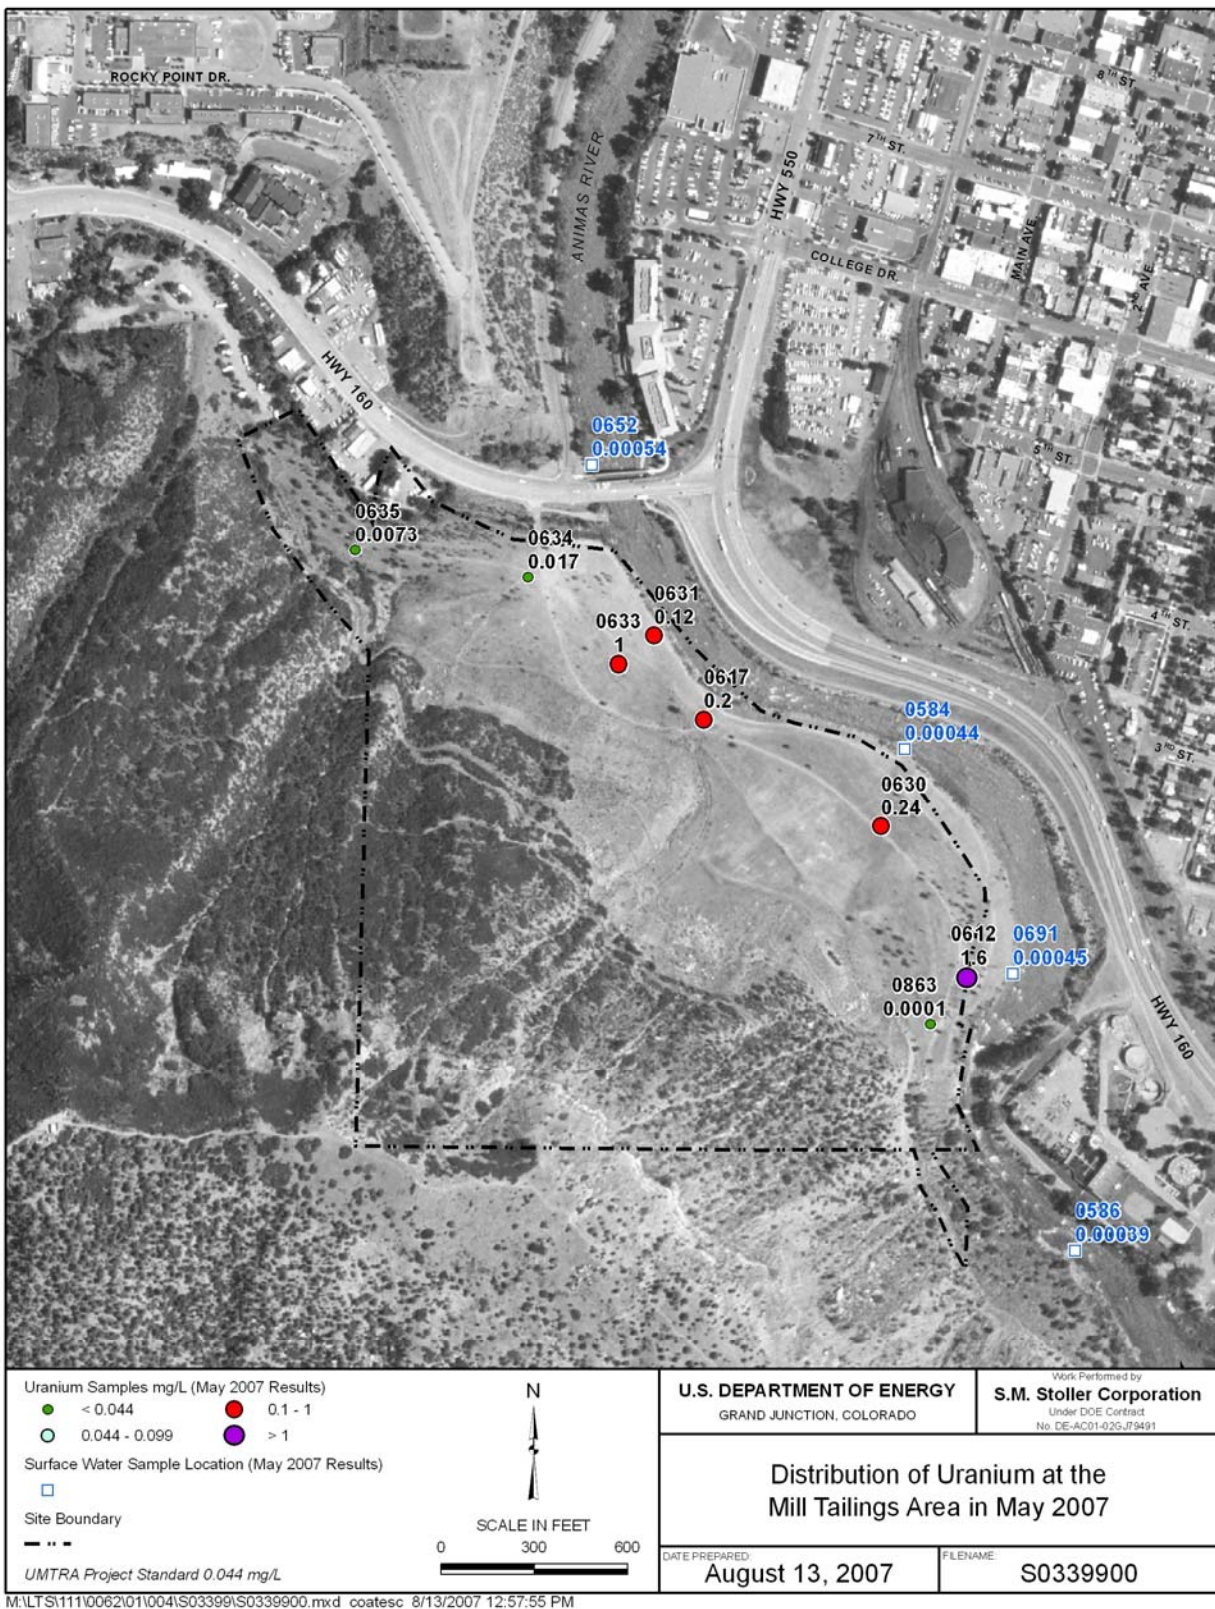 ROCKY POINT DR.
8TH ST.
ANIMAS RIVER
7TH ST.
HWY 550
MAIN AVE.
COLLEGE DR.
2ND AVE.
HWY 160
0652
0.00054
5TH ST.
0635
0.0073
0634
0.017
0631
0.12
4TH ST.
0633
1
0617
0.2
0584
0.00044
3RD ST.
0630
0.24
0612
1.6
0691
0.00045
0863
0.0001
HWY 160
0586
0.00039
Uranium Samples mg/L (May 2007 Results)
< 0.044
0.1 - 1
0.044 - 0.099
> 1
Surface Water Sample Location (May 2007 Results)
Site Boundary
UMTRA Project Standard 0.044 mg/L
N
SCALE IN FEET
0 300 600
U.S. DEPARTMENT OF ENERGY
GRAND JUNCTION, COLORADO
Work Performed by
S.M. Stoller Corporation
Under DOE Contract
No. DE-AC01-02GJ79491
Distribution of Uranium at the
Mill Tailings Area in May 2007
DATE PREPARED:
August 13, 2007
FILENAME:
S0339900
M:\LTS\111\0062\01\004\S03399\S0339900.mxd coatesc 8/13/2007 12:57:55 PM